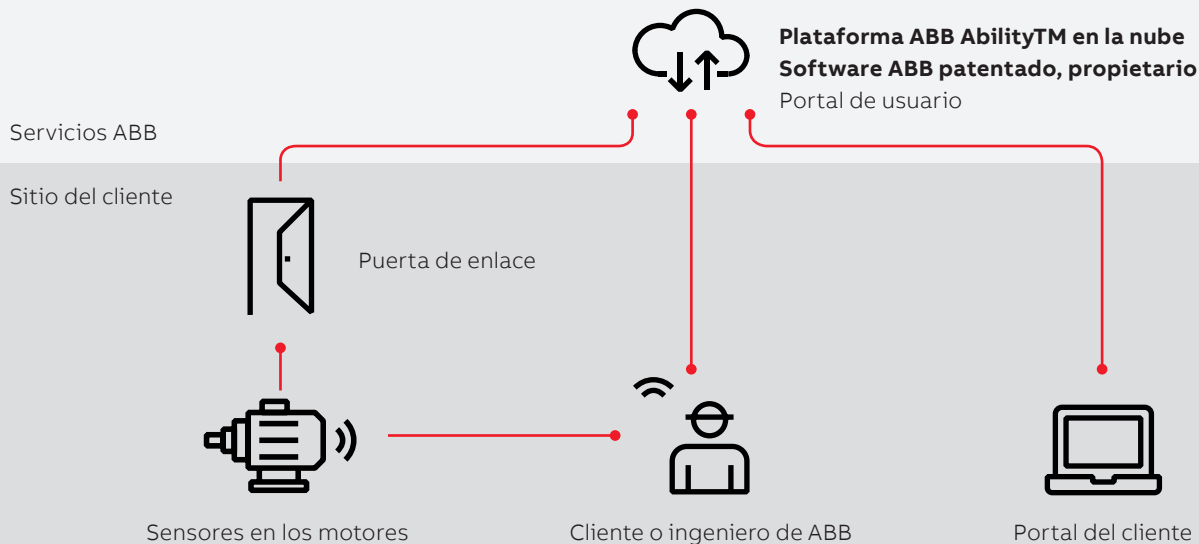 Plataforma ABB AbilityTM en la nube
Software ABB patentado, propietario
Portal de usuario
Servicios ABB
Sitio del cliente
Puerta de enlace
Sensores en los motores
Cliente o ingeniero de ABB
Portal del cliente